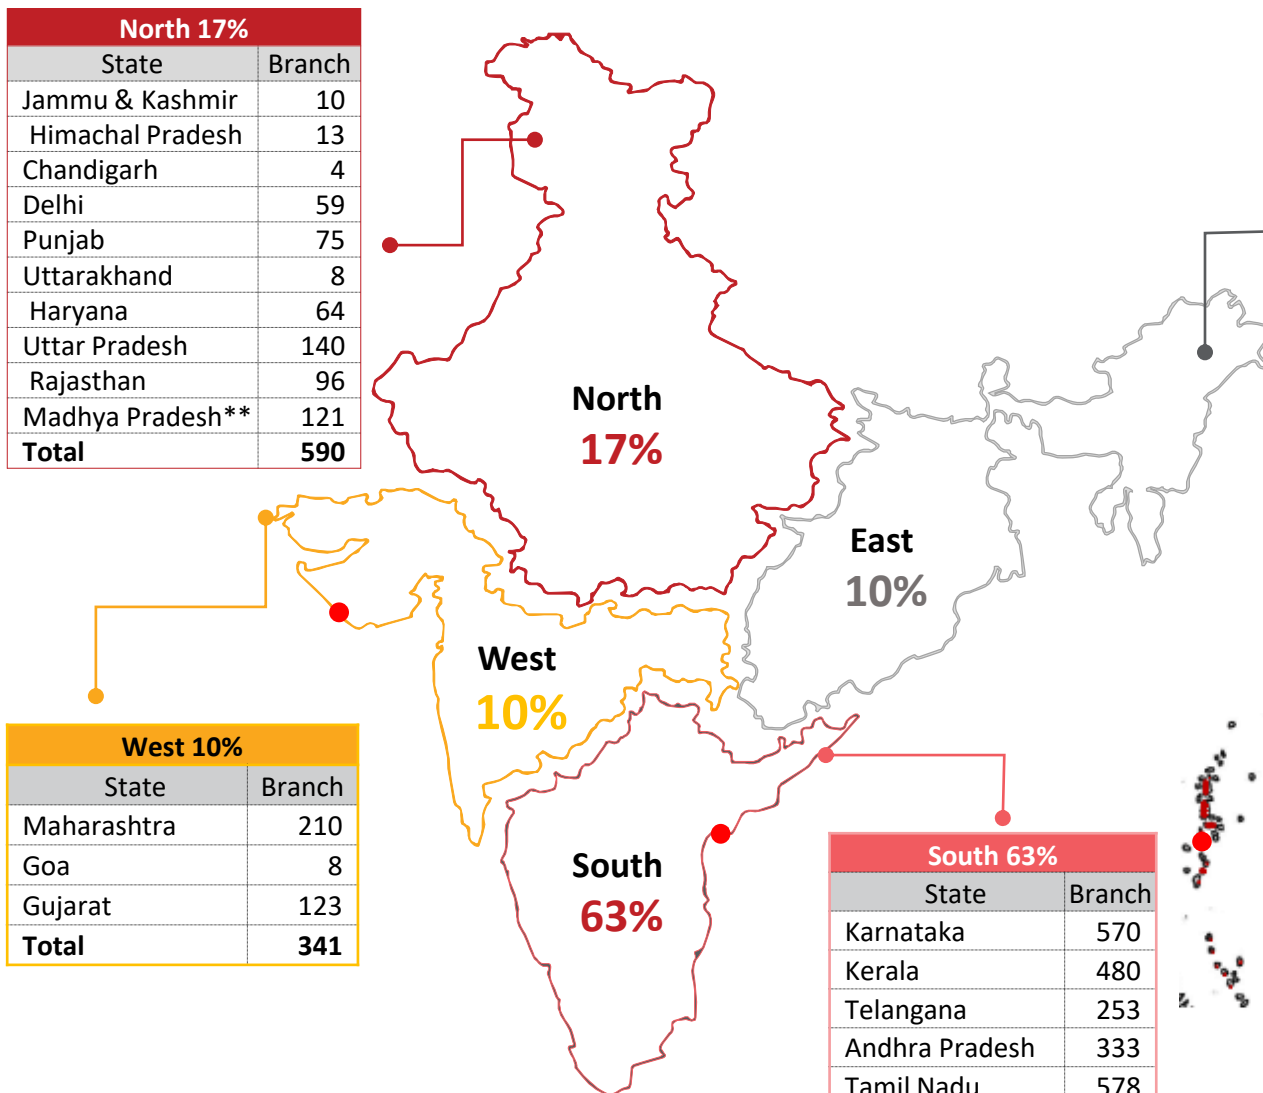 North 17%
State Branch
Jammu & Kashmir 10
Himachal Pradesh 13
Chandigarh 4
Delhi 59
Punjab 75
Uttarakhand 8
Haryana 64
Uttar Pradesh 140
Rajasthan 96
Madhya Pradesh** 121
Total 590
North
17%
East
10%
West
10%
West 10%
State Branch
Maharashtra 210
Goa 8
Gujarat 123
Total 341
South
63%
South 63%
State Branch
Karnataka 570
Kerala 480
Telangana 253
Andhra Pradesh 333
Tamil Nadu 578